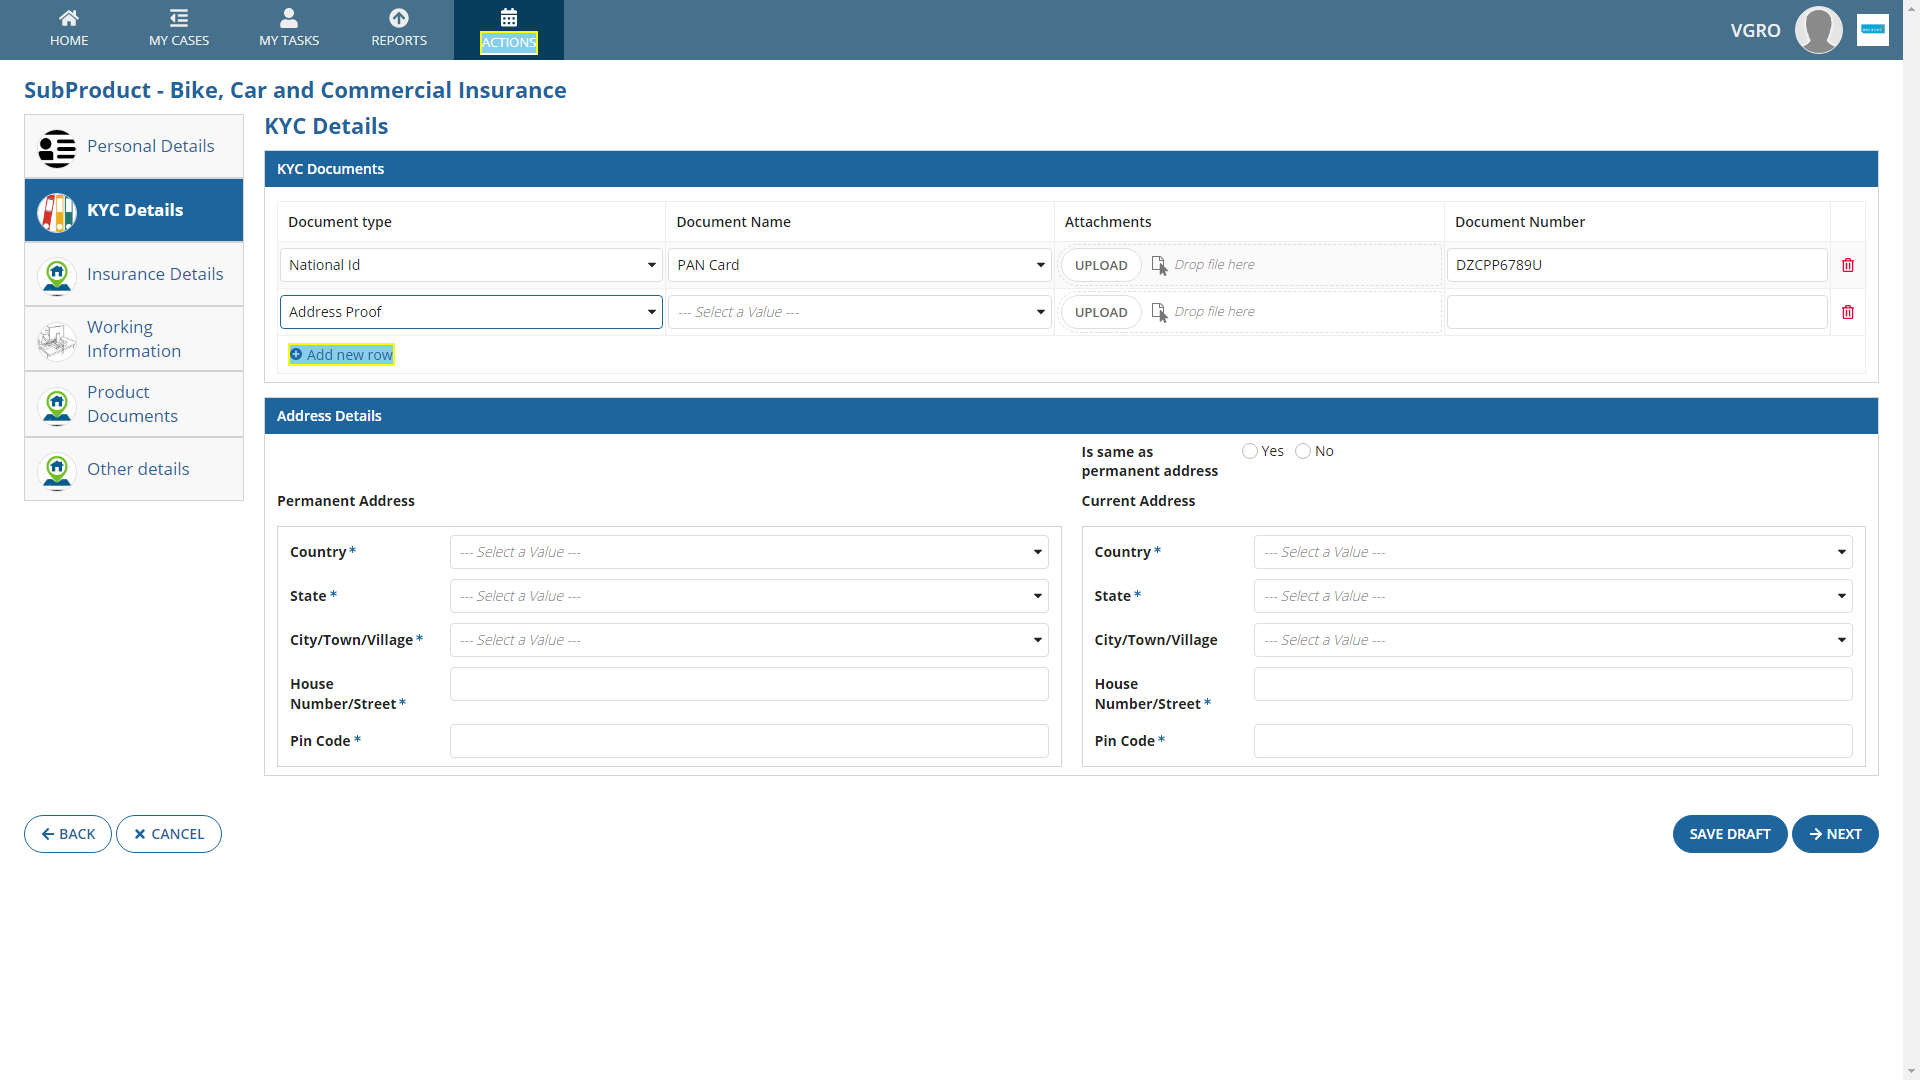 HOME
MY CASES
MY TASKS
REPORTS
ACTIONS
VGRO
SubProduct - Bike, Car and Commercial Insurance
Personal Details
KYC Details
Insurance Details
Working
Information
Product
Documents
Other details
KYC Details
KYC Documents
Document type
Document Name
Attachments
Document Number
National Id
PAN Card
UPLOAD
Drop file here
DZCPP6789U
Address Proof
--- Select a Value ---
UPLOAD
Drop file here
Add new row
Address Details
Is same as
permanent address
Yes
No
Permanent Address
Country*
--- Select a Value ---
State*
--- Select a Value ---
City/Town/Village*
--- Select a Value ---
House
Number/Street*
Pin Code*
Current Address
Country*
--- Select a Value ---
State*
--- Select a Value ---
City/Town/Village
--- Select a Value ---
House
Number/Street*
Pin Code*
BACK
CANCEL
SAVE DRAFT
NEXT